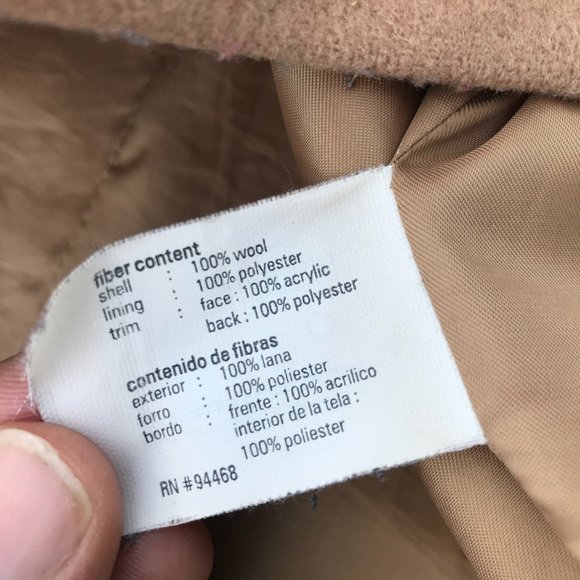 fiber content
shell : 100% wool
lining : 100% polyester
trim : face : 100% acrylic
back : 100% polyester
contenido de fibras
exterior : 100% lana
forro : 100% poliester
bordo : frente : 100% acrilico
interior de la tela :
100% poliester
RN # 94468